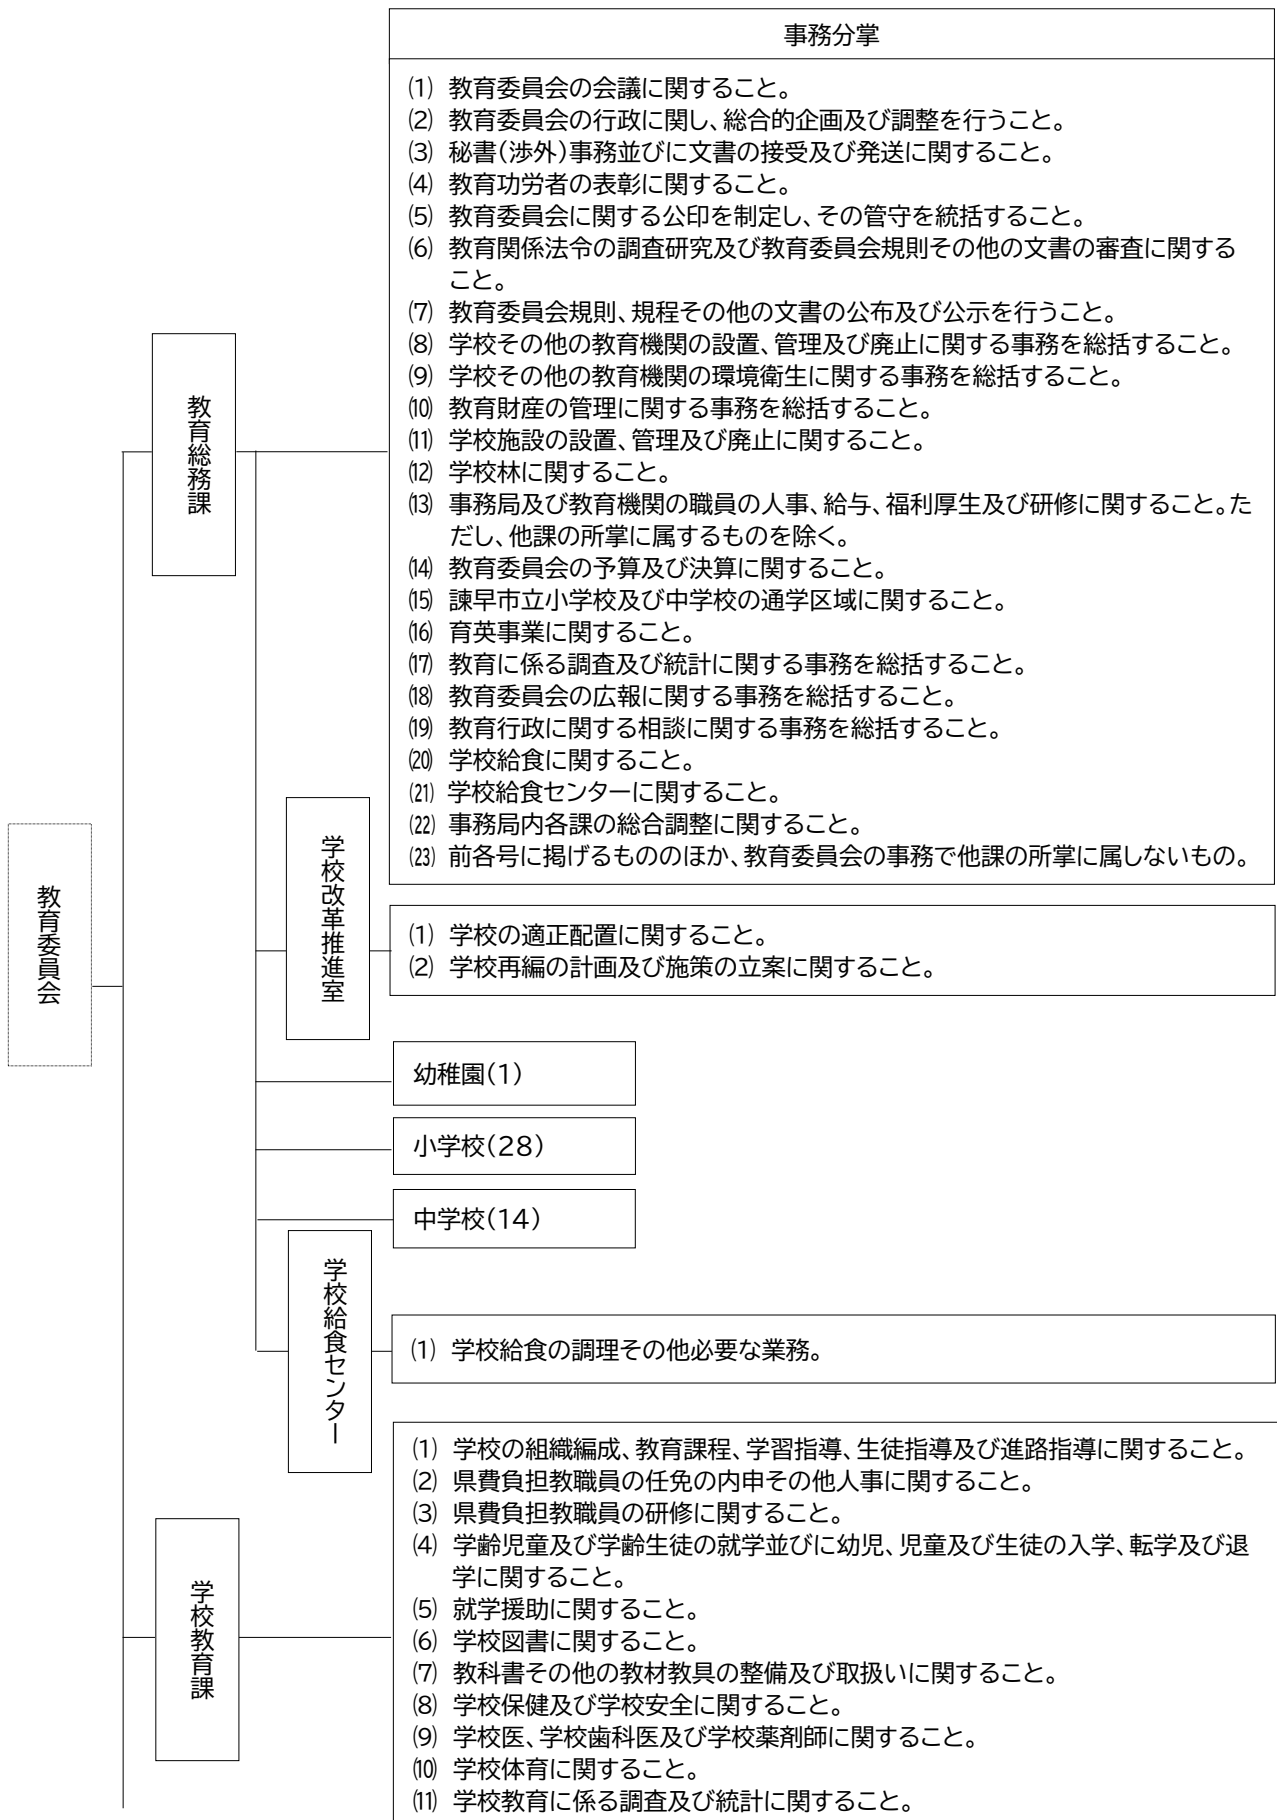 事務分掌
⑴ 教育委員会の会議に関すること。
⑵ 教育委員会の行政に関し、総合的企画及び調整を行うこと。
⑶ 秘書(渉外)事務並びに文書の接受及び発送に関すること。
⑷ 教育功労者の表彰に関すること。
⑸ 教育委員会に関する公印を制定し、その管守を統括すること。
⑹ 教育関係法令の調査研究及び教育委員会規則その他の文書の審査に関する
こと。
⑺ 教育委員会規則、規程その他の文書の公布及び公示を行うこと。
⑻ 学校その他の教育機関の設置、管理及び廃止に関する事務を総括すること。
⑼ 学校その他の教育機関の環境衛生に関する事務を総括すること。
⑽ 教育財産の管理に関する事務を総括すること。
⑾ 学校施設の設置、管理及び廃止に関すること。
⑿ 学校林に関すること。
⒀ 事務局及び教育機関の職員の人事、給与、福利厚生及び研修に関すること。た
だし、他課の所掌に属するものを除く。
⒁ 教育委員会の予算及び決算に関すること。
⒂ 諫早市立小学校及び中学校の通学区域に関すること。
⒃ 育英事業に関すること。
⒄ 教育に係る調査及び統計に関する事務を総括すること。
⒅ 教育委員会の広報に関する事務を総括すること。
⒆ 教育行政に関する相談に関する事務を総括すること。
⒇ 学校給食に関すること。
(21) 学校給食センターに関すること。
(22) 事務局内各課の総合調整に関すること。
(23) 前各号に掲げるもののほか、教育委員会の事務で他課の所掌に属しないもの。
教育総務課
教育委員会
学校改革推進室
⑴ 学校の適正配置に関すること。
⑵ 学校再編の計画及び施策の立案に関すること。
幼稚園(1)
小学校(28)
中学校(14)
学校給食センター
⑴ 学校給食の調理その他必要な業務。
学校教育課
⑴ 学校の組織編成、教育課程、学習指導、生徒指導及び進路指導に関すること。
⑵ 県費負担教職員の任免の内申その他人事に関すること。
⑶ 県費負担教職員の研修に関すること。
⑷ 学齢児童及び学齢生徒の就学並びに幼児、児童及び生徒の入学、転学及び退
学に関すること。
⑸ 就学援助に関すること。
⑹ 学校図書に関すること。
⑺ 教科書その他の教材教具の整備及び取扱いに関すること。
⑻ 学校保健及び学校安全に関すること。
⑼ 学校医、学校歯科医及び学校薬剤師に関すること。
⑽ 学校体育に関すること。
⑾ 学校教育に係る調査及び統計に関すること。